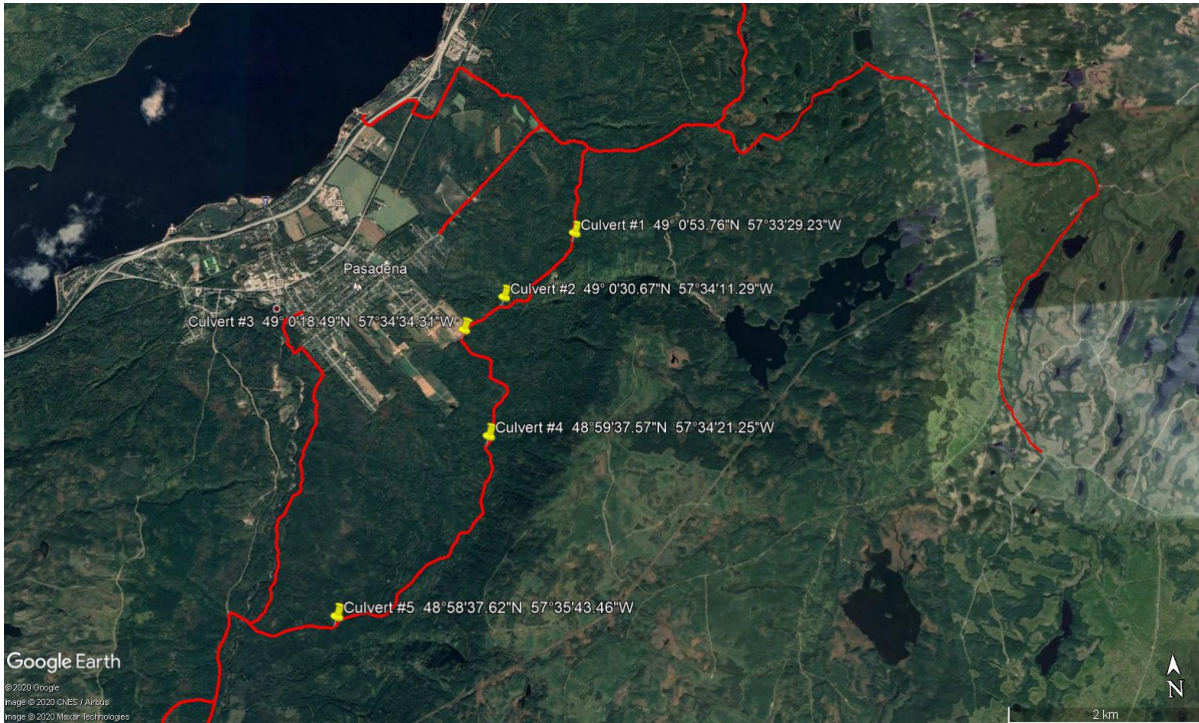 Culvert #1  49° 0'53.76"N  57°33'29.23"W
Pasadena
Culvert #2  49° 0'30.67"N  57°34'11.29"W
Culvert #3  49° 0'18.49"N  57°34'34.31"W
Culvert #4  48°59'37.57"N  57°34'21.25"W
Culvert #5  48°58'37.62"N  57°35'43.46"W
Google Earth
©2020 Google
Image © 2020 CNES / Airbus
Image © 2020 Maxar Technologies
N
2 km